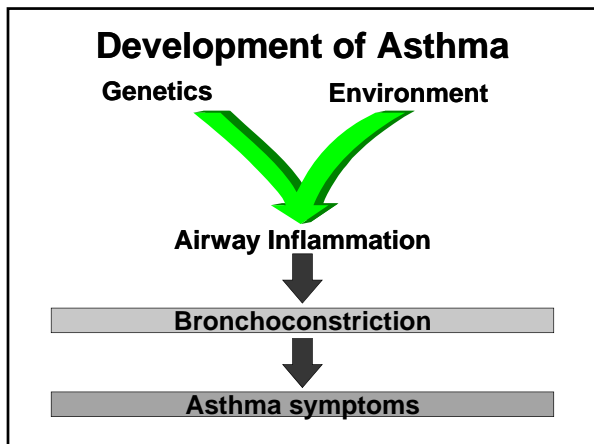 Development of Asthma
Genetics Environment
Airway Inflammation
Bronchoconstriction
Asthma symptoms